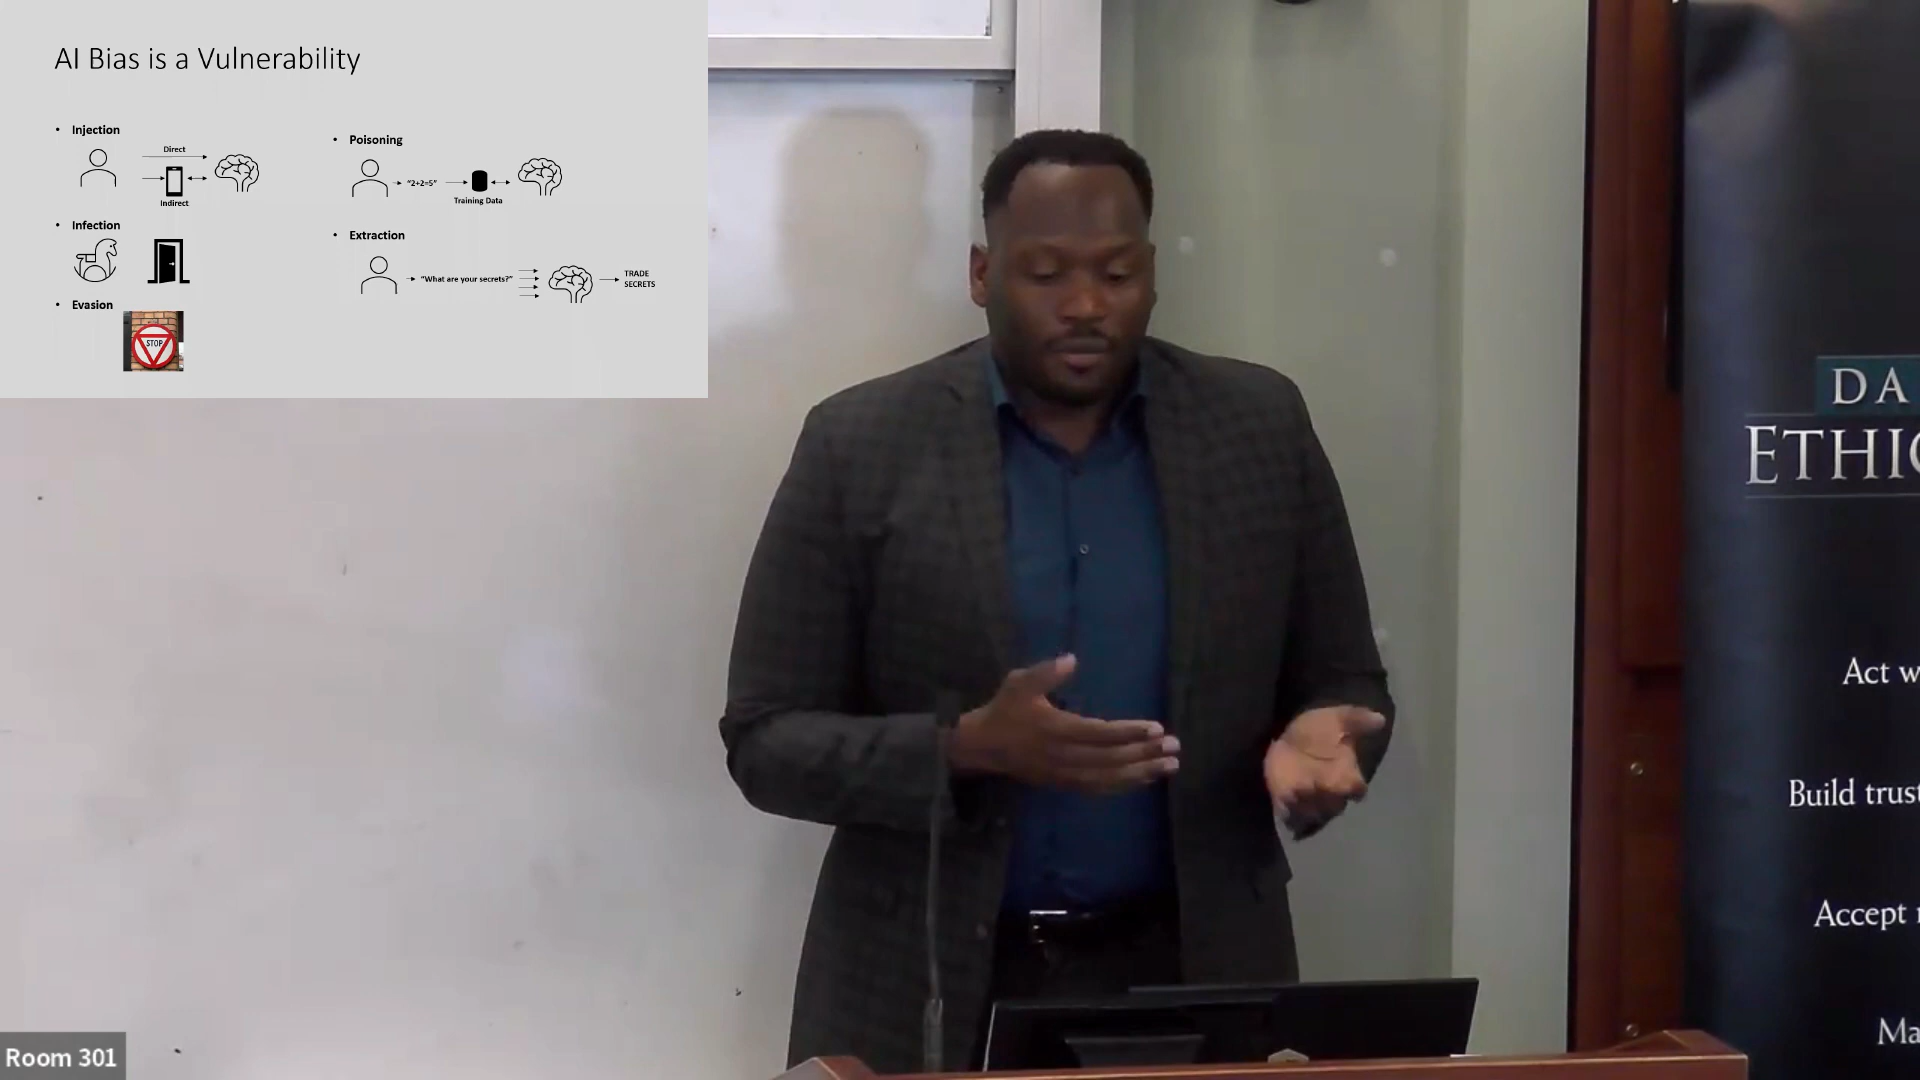 AI Bias is a Vulnerability
• Injection
Direct
Indirect
• Infection
• Evasion
STOP
• Poisoning
"2+2=5"
Training Data
• Extraction
"What are your secrets?"
TRADE
SECRETS
DA
ETHIC
Act w
Build trust
Accept
Ma
Room 301